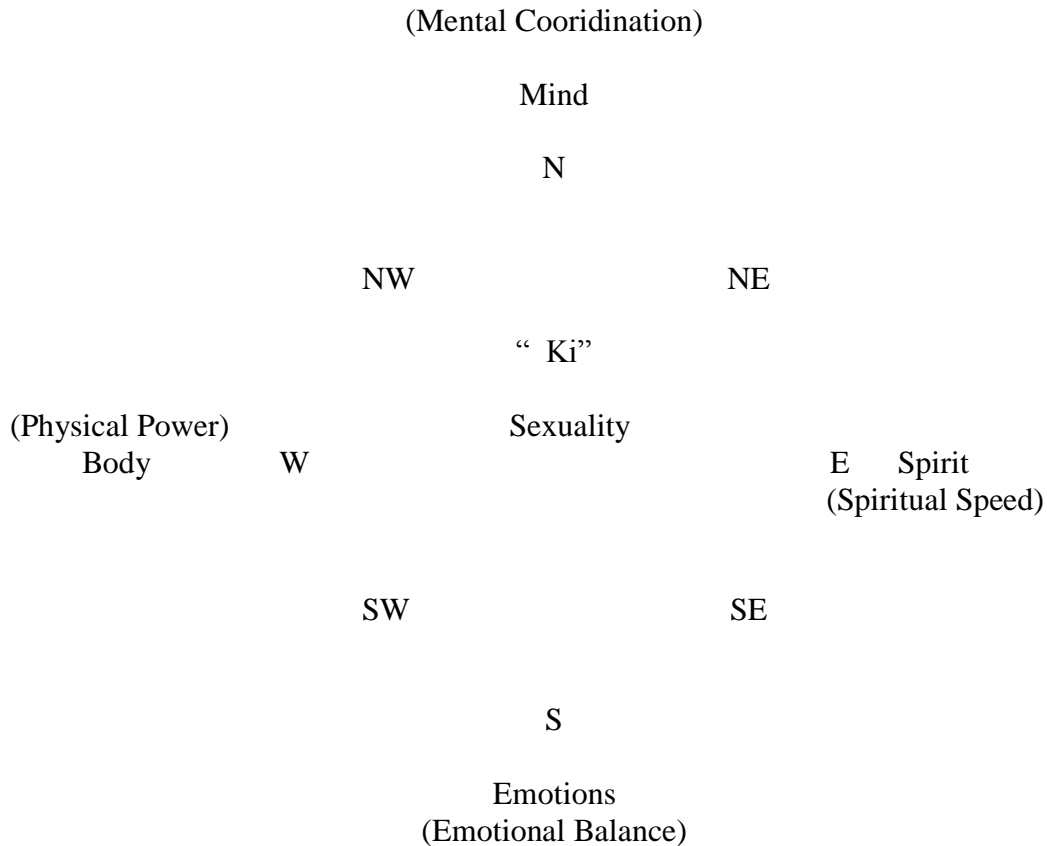 (Mental Cooridination)
Mind
N
NW NE
“ Ki”
(Physical Power) Sexuality
Body W E Spirit
(Spiritual Speed)
SW SE
S
Emotions
(Emotional Balance)